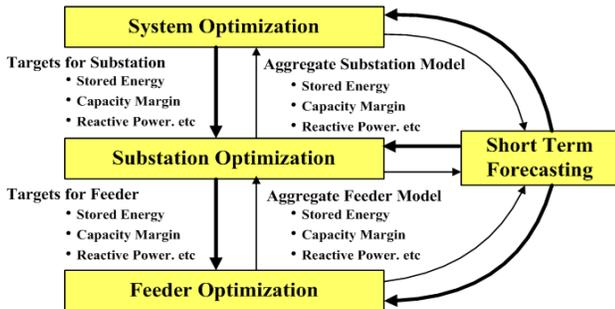 System Optimization
Targets for Substation
• Stored Energy
• Capacity Margin
• Reactive Power. etc
Aggregate Substation Model
• Stored Energy
• Capacity Margin
• Reactive Power. etc
Substation Optimization
Short Term
Forecasting
Targets for Feeder
• Stored Energy
• Capacity Margin
• Reactive Power. etc
Aggregate Feeder Model
• Stored Energy
• Capacity Margin
• Reactive Power. etc
Feeder Optimization